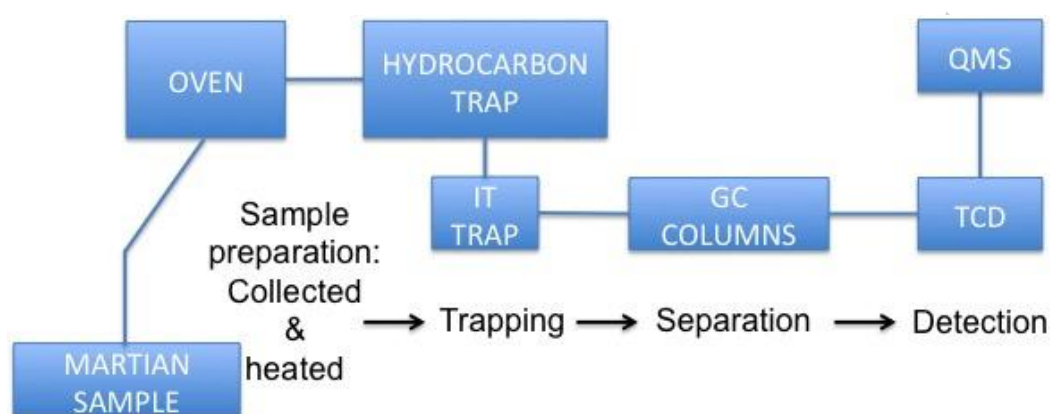 OVEN
HYDROCARBON
TRAP
QMS
IT
TRAP
GC
COLUMNS
TCD
Sample
preparation:
Collected
&
heated
Trapping
Separation
Detection
MARTIAN
SAMPLE